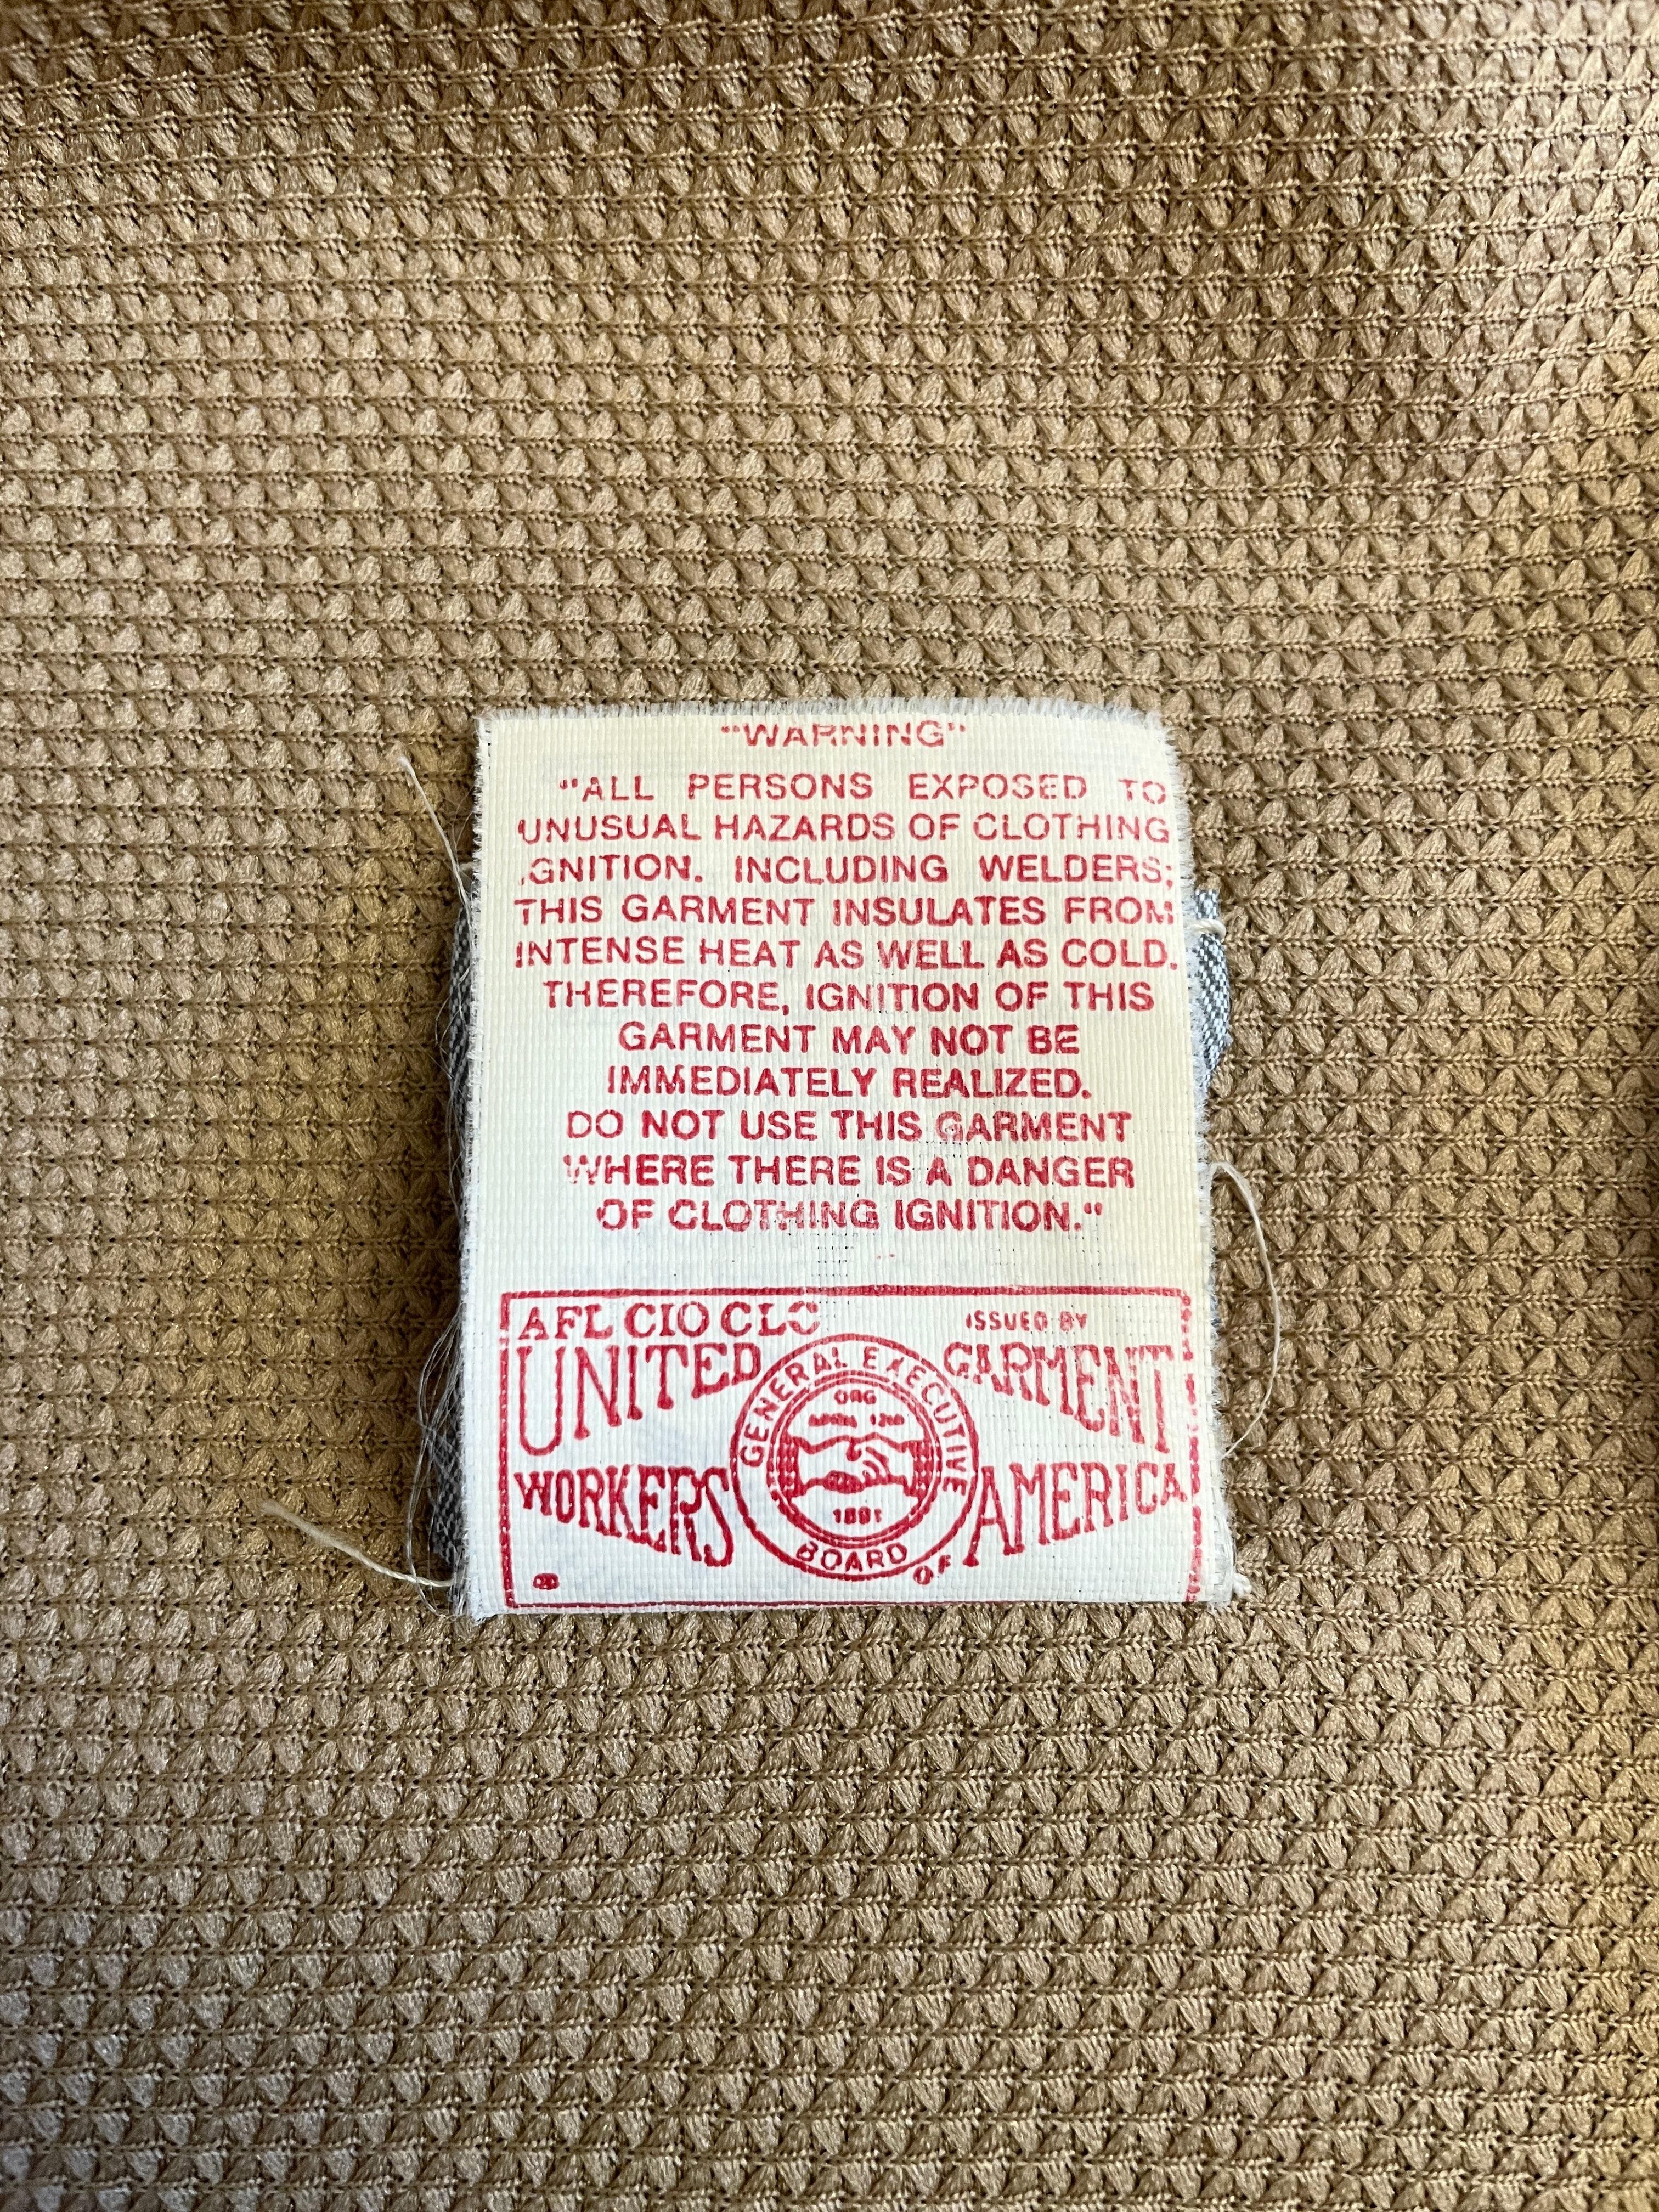 "WARNING"
"ALL PERSONS EXPOSED TO
UNUSUAL HAZARDS OF CLOTHING
IGNITION. INCLUDING WELDERS;
THIS GARMENT INSULATES FROM
INTENSE HEAT AS WELL AS COLD.
THEREFORE, IGNITION OF THIS
GARMENT MAY NOT BE
IMMEDIATELY REALIZED.
DO NOT USE THIS GARMENT
WHERE THERE IS A DANGER
OF CLOTHING IGNITION."
AFL CIO CLC
ISSUED BY
UNITED GARMENT
WORKERS OF AMERICA
GENERAL EXECUTIVE
BOARD
ORG
APRIL 12TH
1891